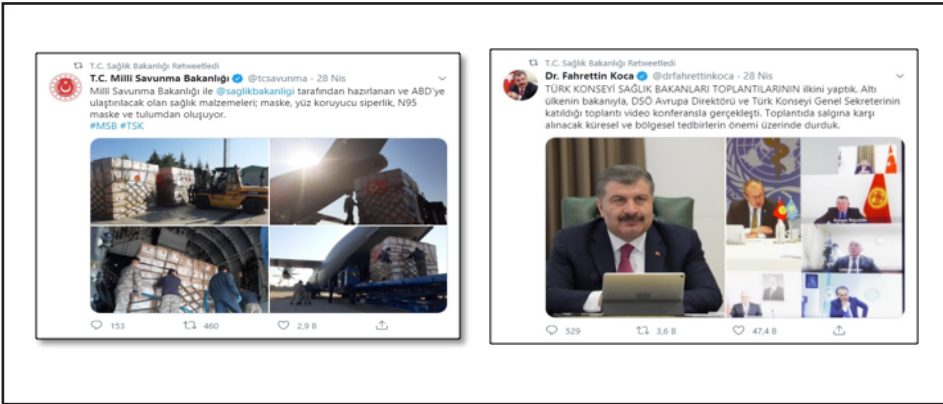 T.C. Sağlık Bakanlığı Retweetledi
T.C. Millî Savunma Bakanlığı @tcsavunma · 28 Nis
Millî Savunma Bakanlığı ile @saglikbakanligi tarafından hazırlanan ve ABD'ye
ulaştırılacak olan sağlık malzemeleri; maske, yüz koruyucu siperlik, N95
maske ve tulumdan oluşuyor.
#MSB #TSK
153 460 2,9 B
T.C. Sağlık Bakanlığı Retweetledi
Dr. Fahrettin Koca @drfahrettinkoca · 28 Nis
TÜRK KONSEYİ SAĞLIK BAKANLARI TOPLANTILARININ ilkini yaptık. Altı
ülkenin bakanıyla, DSÖ Avrupa Direktörü ve Türk Konseyi Genel Sekreterinin
katıldığı toplantı video konferansla gerçekleşti. Toplantıda salgına karşı
alınacak küresel ve bölgesel tedbirlerin önemi üzerinde durduk.
529 3,6 B 47,4 B